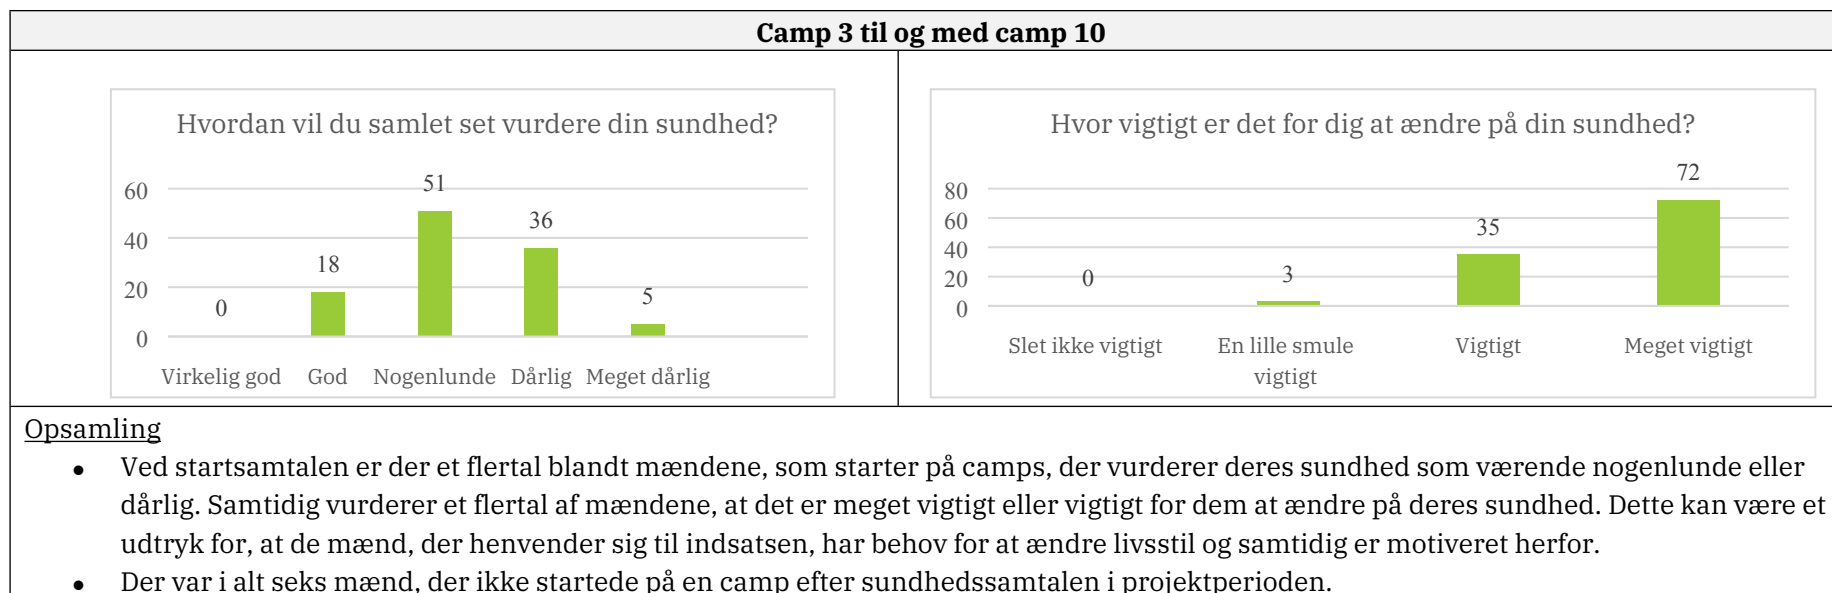 Camp 3 til og med camp 10
Hvordan vil du samlet set vurdere din sundhed?
60
40
20
0
0
18
51
36
5
Virkelig god God Nogenlunde Dårlig Meget dårlig
Hvor vigtigt er det for dig at ændre på din sundhed?
80
60
40
20
0
0
3
35
72
Slet ikke vigtigt En lille smule Vigtigt Meget vigtigt
vigtigt
Opsamling
• Ved startsamtalen er der et flertal blandt mændene, som starter på camps, der vurderer deres sundhed som værende nogenlunde eller
dårlig. Samtidig vurderer et flertal af mændene, at det er meget vigtigt eller vigtigt for dem at ændre på deres sundhed. Dette kan være et
udtryk for, at de mænd, der henvender sig til indsatsen, har behov for at ændre livsstil og samtidig er motiveret herfor.
• Der var i alt seks mænd, der ikke startede på en camp efter sundhedssamtalen i projektperioden.